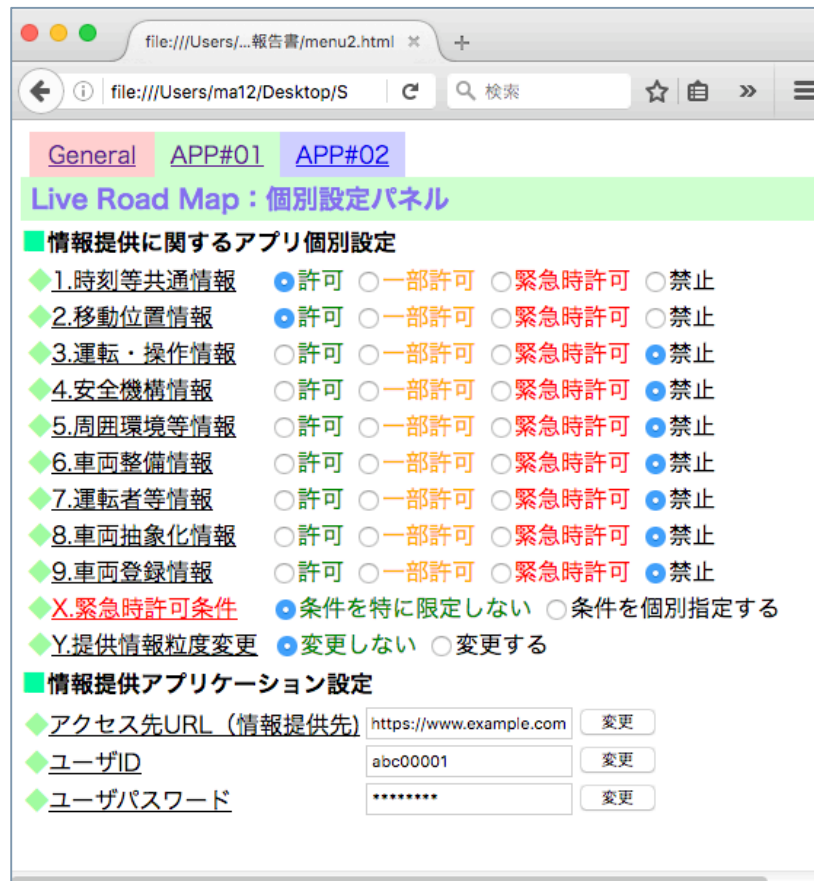 file:///Users/...報告書/menu2.html
file:///Users/ma12/Desktop/S 検索
General APP#01 APP#02
Live Road Map：個別設定パネル
■情報提供に関するアプリ個別設定
◆1.時刻等共通情報 許可 一部許可 緊急時許可 禁止
◆2.移動位置情報 許可 一部許可 緊急時許可 禁止
◆3.運転・操作情報 許可 一部許可 緊急時許可 禁止
◆4.安全機構情報 許可 一部許可 緊急時許可 禁止
◆5.周囲環境等情報 許可 一部許可 緊急時許可 禁止
◆6.車両整備情報 許可 一部許可 緊急時許可 禁止
◆7.運転者等情報 許可 一部許可 緊急時許可 禁止
◆8.車両抽象化情報 許可 一部許可 緊急時許可 禁止
◆9.車両登録情報 許可 一部許可 緊急時許可 禁止
◆X.緊急時許可条件 条件を特に限定しない 条件を個別指定する
◆Y.提供情報粒度変更 変更しない 変更する
■情報提供アプリケーション設定
◆アクセス先URL（情報提供先) https://www.example.com 変更
◆ユーザID abc00001 変更
◆ユーザパスワード ******** 変更